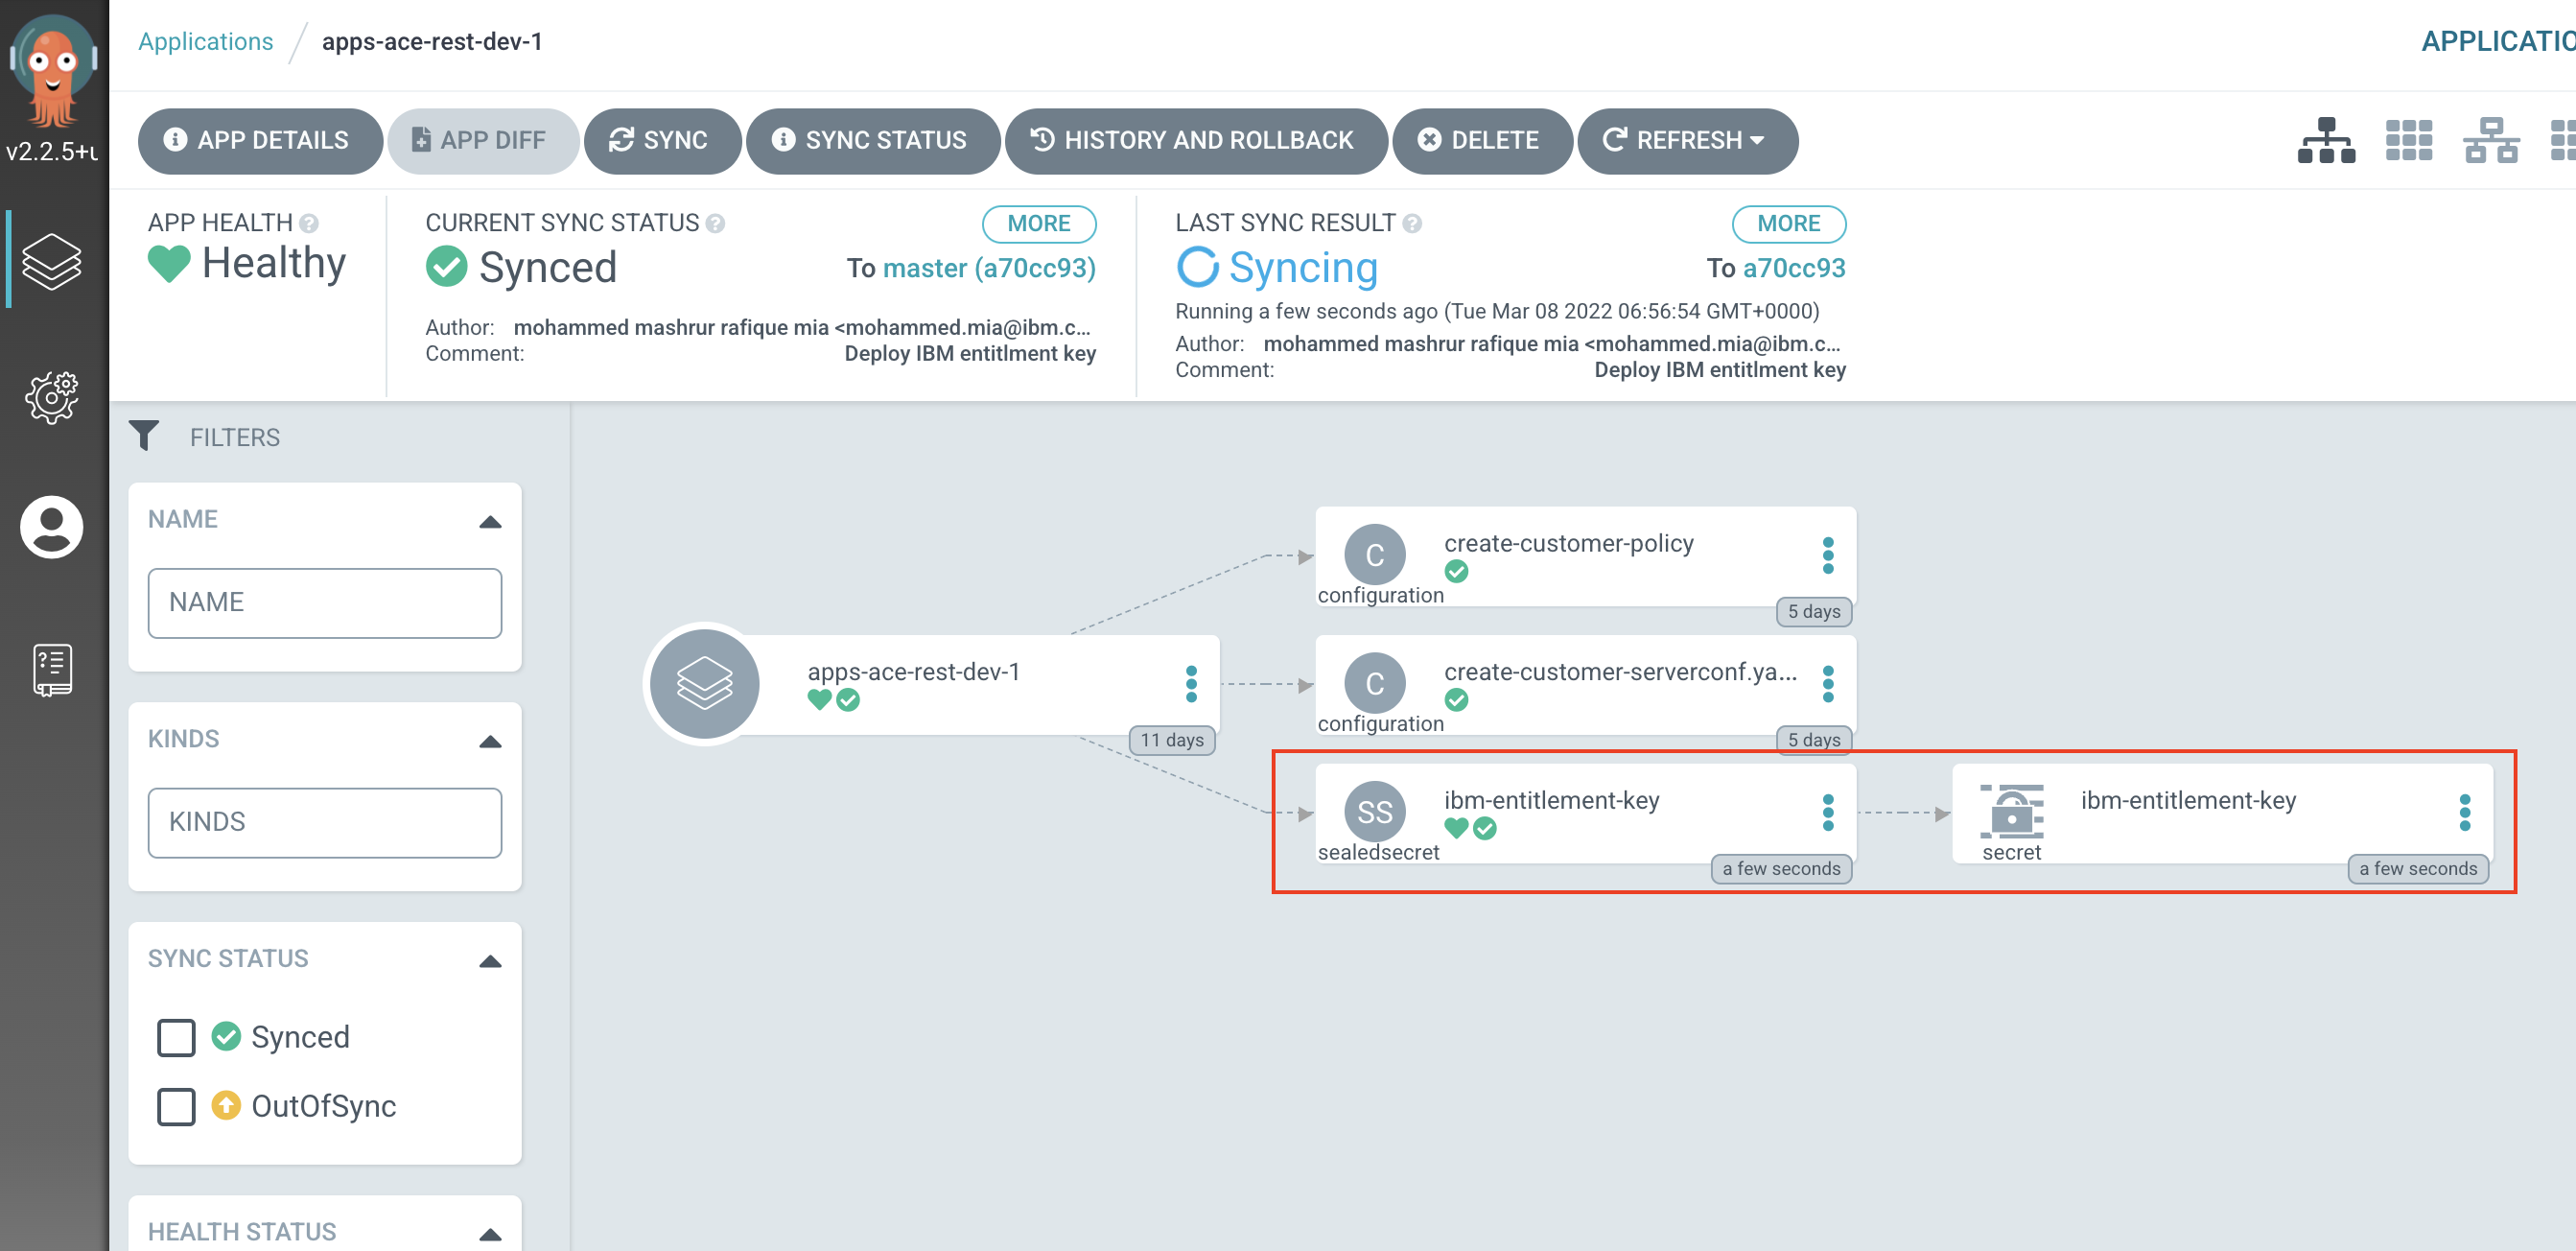 Applications / apps-ace-rest-dev-1
APPLICATIO
v2.2.5+u
APP DETAILS
APP DIFF
SYNC
SYNC STATUS
HISTORY AND ROLLBACK
DELETE
REFRESH
APP HEALTH
Healthy
CURRENT SYNC STATUS
MORE
Synced
To master (a70cc93)
Author: mohammed mashrur rafique mia <mohammed.mia@ibm.c...
Comment: Deploy IBM entitlment key
LAST SYNC RESULT
MORE
Syncing
To a70cc93
Running a few seconds ago (Tue Mar 08 2022 06:56:54 GMT+0000)
Author: mohammed mashrur rafique mia <mohammed.mia@ibm.c...
Comment: Deploy IBM entitlment key
FILTERS
NAME
NAME
KINDS
KINDS
SYNC STATUS
Synced
OutOfSync
HEALTH STATUS
apps-ace-rest-dev-1
11 days
C
create-customer-policy
configuration
5 days
C
create-customer-serverconf.ya...
configuration
5 days
SS
ibm-entitlement-key
sealedsecret
a few seconds
ibm-entitlement-key
secret
a few seconds